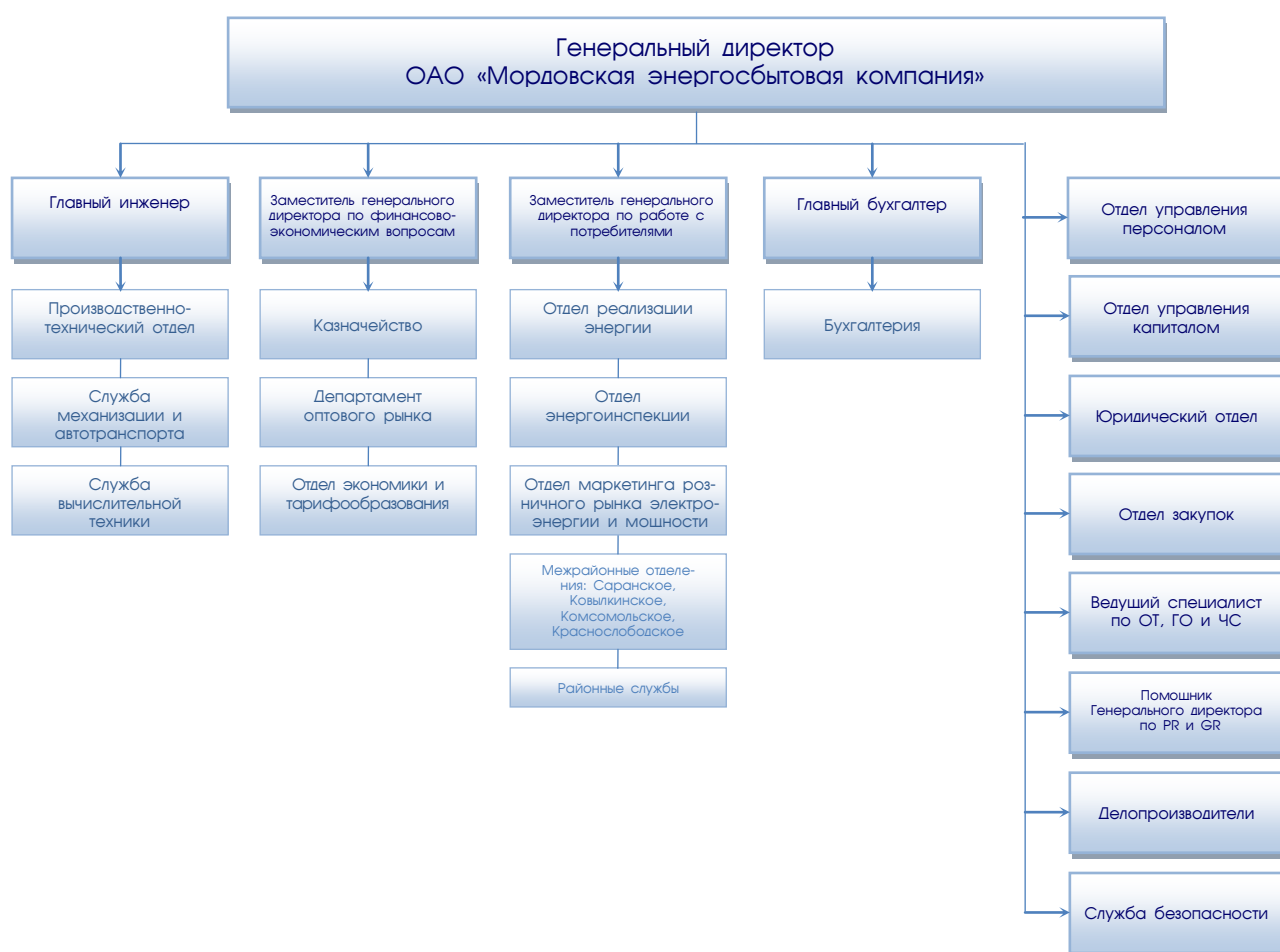 Генеральный директор
ОАО «Мордовская энергосбытовая компания»
Главный инженер
Производственно-
технический отдел
Служба
механизации и
автотранспорта
Служба
вычислительной
техники
Заместитель генерального
директора по финансово-
экономическим вопросам
Казначейство
Департамент
оптового рынка
Отдел экономики и
тарифообразования
Заместитель генерального
директора по работе с
потребителями
Отдел реализации
энергии
Отдел
энергоинспекции
Отдел маркетинга роз-
ничного рынка электро-
энергии и мощности
Межрайонные отделе-
ния: Саранское,
Ковылкинское,
Комсомольское,
Краснослободское
Районные службы
Главный бухгалтер
Бухгалтерия
Отдел управления
персоналом
Отдел управления
капиталом
Юридический отдел
Отдел закупок
Ведущий специалист
по ОТ, ГО и ЧС
Помощник
Генерального директора
по PR и GR
Делопроизводители
Служба безопасности